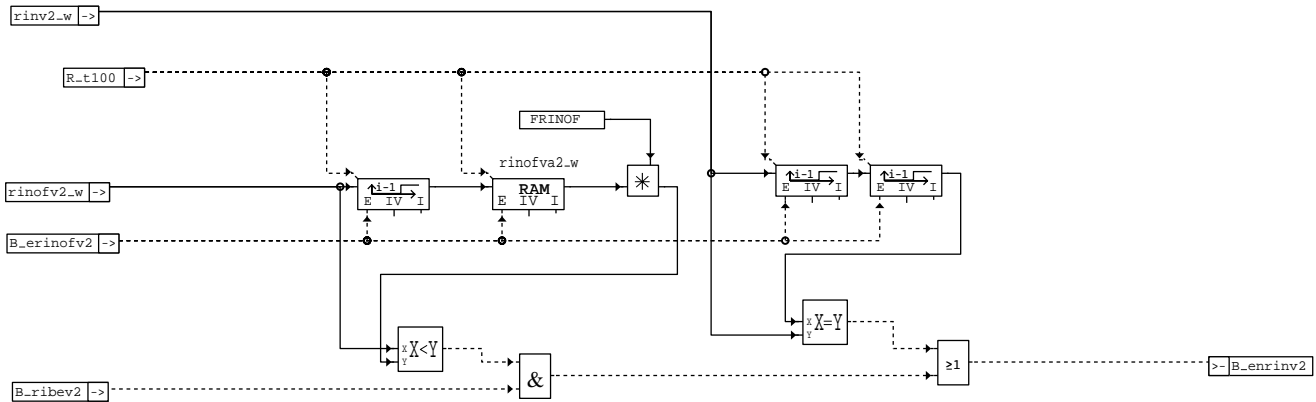 rinv2_w ->
R_t100 ->
FRINOF
rinofva2_w
rinofv2_w ->
i-1
E IV I
RAM
E IV I
*
i-1
E IV I
i-1
E IV I
B_erinofv2 ->
X
Y
X=Y
X
Y
X<Y
≥1
>- B_enrinv2
&
B_ribev2 ->